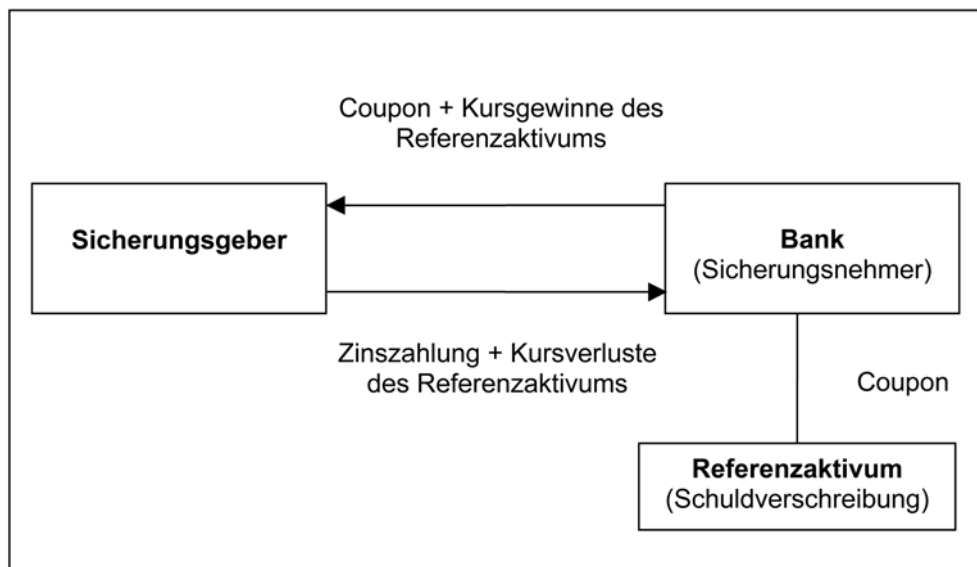 Coupon + Kursgewinne des
Referenzaktivums
Sicherungsgeber
Bank
(Sicherungsnehmer)
Zinszahlung + Kursverluste
des Referenzaktivums
Coupon
Referenzaktivum
(Schuldverschreibung)